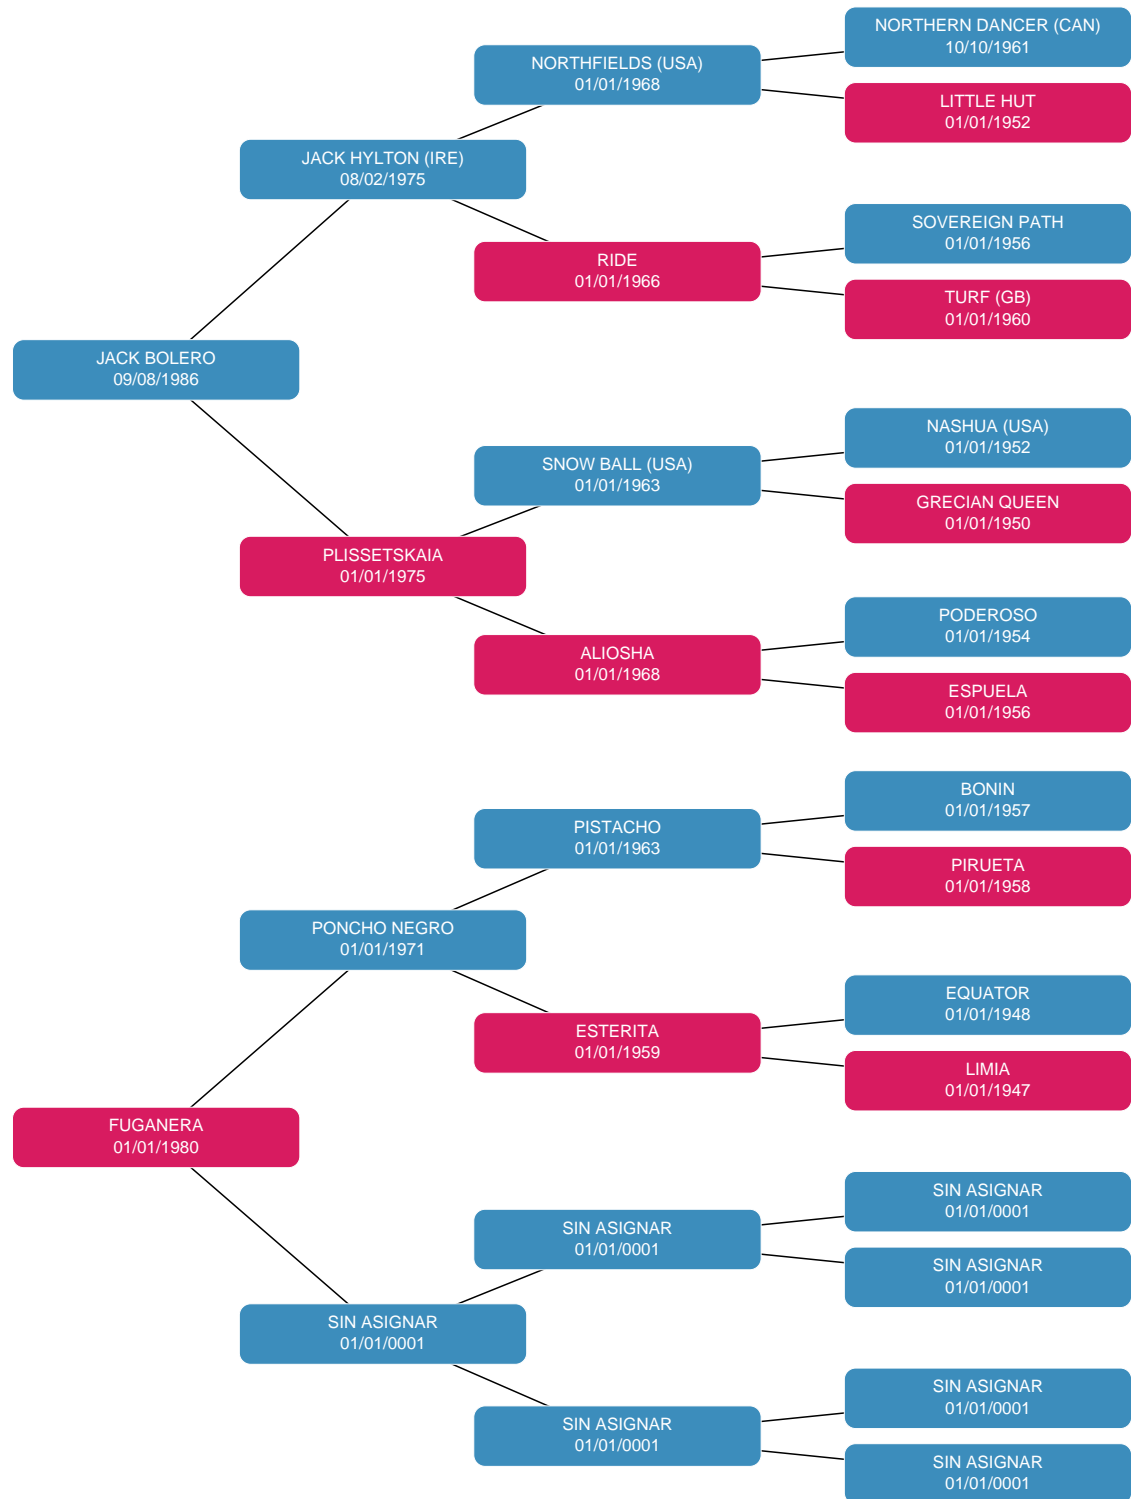 NORTHERN DANCER (CAN)
10/10/1961
NORTHFIELDS (USA)
01/01/1968
LITTLE HUT
01/01/1952
JACK HYLTON (IRE)
08/02/1975
SOVEREIGN PATH
01/01/1956
RIDE
01/01/1966
TURF (GB)
01/01/1960
JACK BOLERO
09/08/1986
NASHUA (USA)
01/01/1952
SNOW BALL (USA)
01/01/1963
GRECIAN QUEEN
01/01/1950
PLISSETSKAIA
01/01/1975
PODEROSO
01/01/1954
ALIOSHA
01/01/1968
ESPUELA
01/01/1956
BONIN
01/01/1957
PISTACHO
01/01/1963
PIRUETA
01/01/1958
PONCHO NEGRO
01/01/1971
EQUATOR
01/01/1948
ESTERITA
01/01/1959
LIMIA
01/01/1947
FUGANERA
01/01/1980
SIN ASIGNAR
01/01/0001
SIN ASIGNAR
01/01/0001
SIN ASIGNAR
01/01/0001
SIN ASIGNAR
01/01/0001
SIN ASIGNAR
01/01/0001
SIN ASIGNAR
01/01/0001
SIN ASIGNAR
01/01/0001